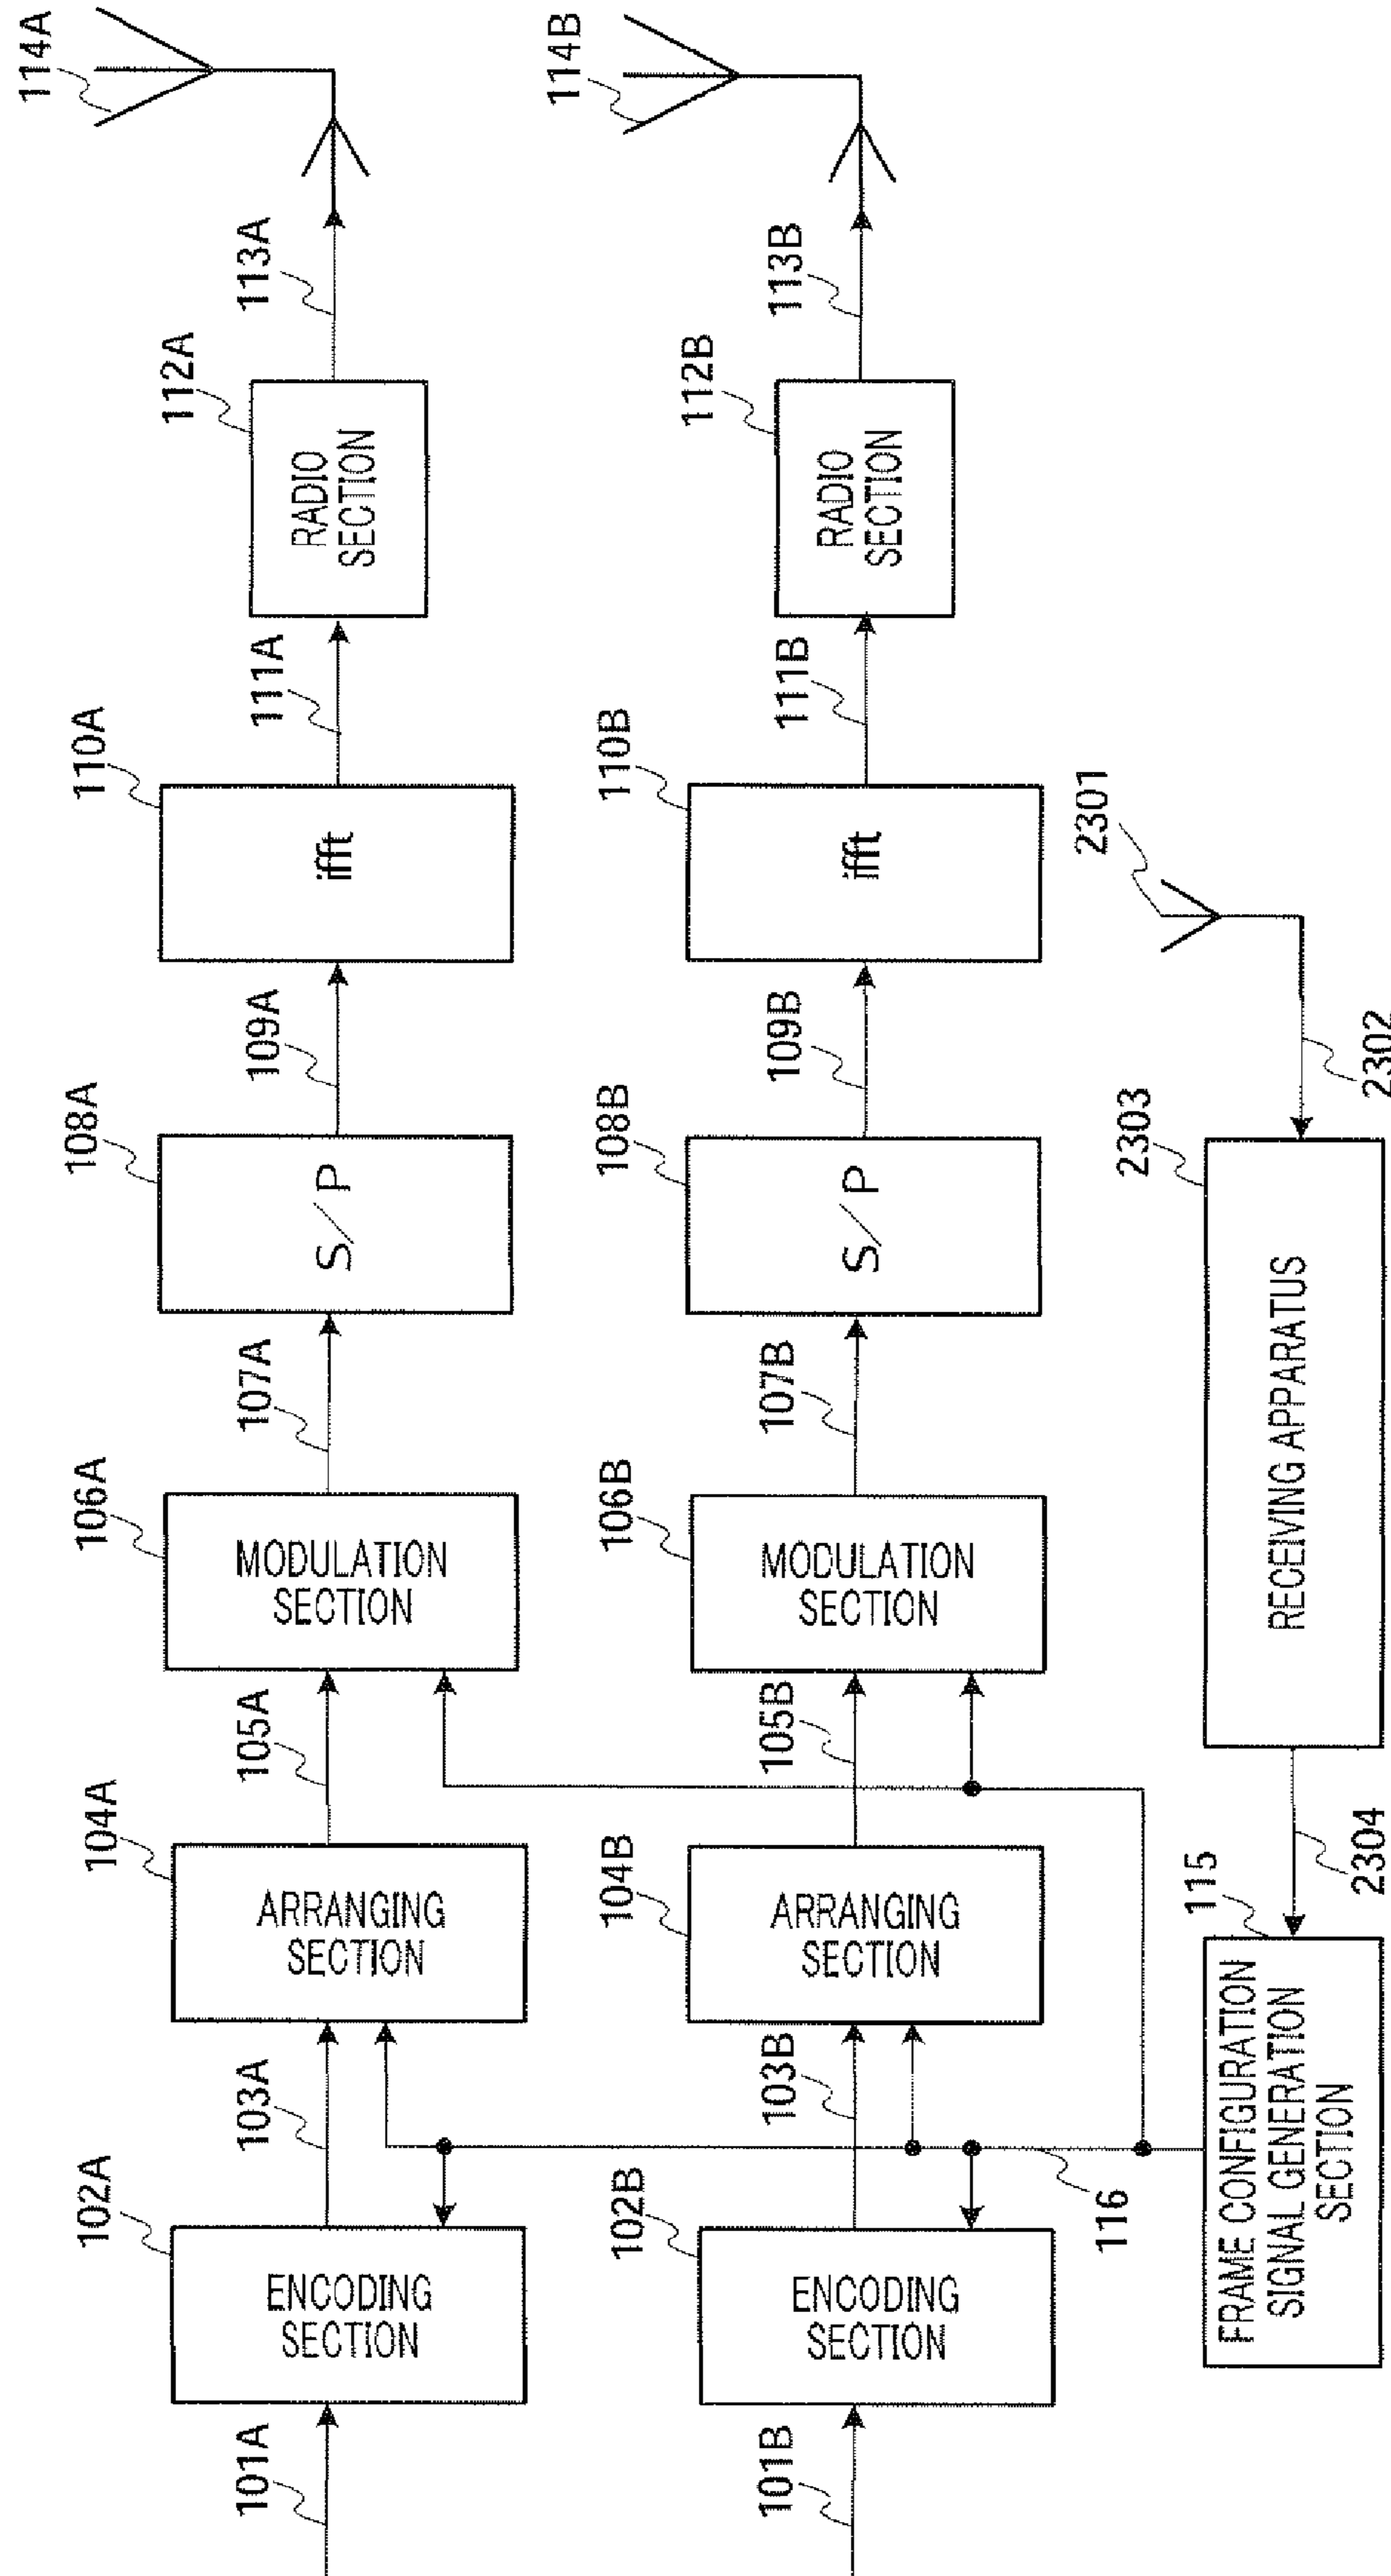 101A
102A
ENCODING
SECTION
103A
104A
ARRANGING
SECTION
105A
106A
MODULATION
SECTION
107A
108A
S/P
109A
110A
ifft
111A
112A
RADIO
SECTION
113A
114A
101B
102B
ENCODING
SECTION
103B
104B
ARRANGING
SECTION
105B
106B
MODULATION
SECTION
107B
108B
S/P
109B
110B
ifft
111B
112B
RADIO
SECTION
113B
114B
116
115
FRAME CONFIGURATION
SIGNAL GENERATION
SECTION
2304
2303
RECEIVING APPARATUS
2302
2301